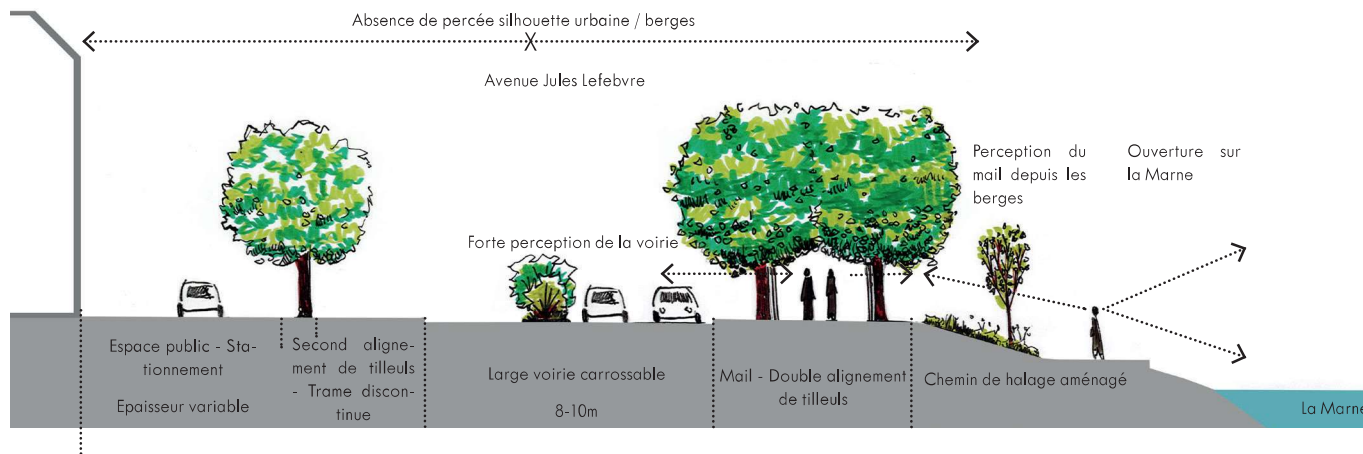 Absence de percée silhouette urbaine / berges
Avenue Jules Lefebvre
Perception du
mail depuis les
berges
Ouverture sur
la Marne
Forte perception de la voirie
Espace public - Sta-
tionnement
Epaisseur variable
Second aligne-
ment de tilleuls
- Trame discon-
tinue
Large voirie carrossable
8-10m
Mail - Double alignement
de tilleuls
Chemin de halage aménagé
La Marne